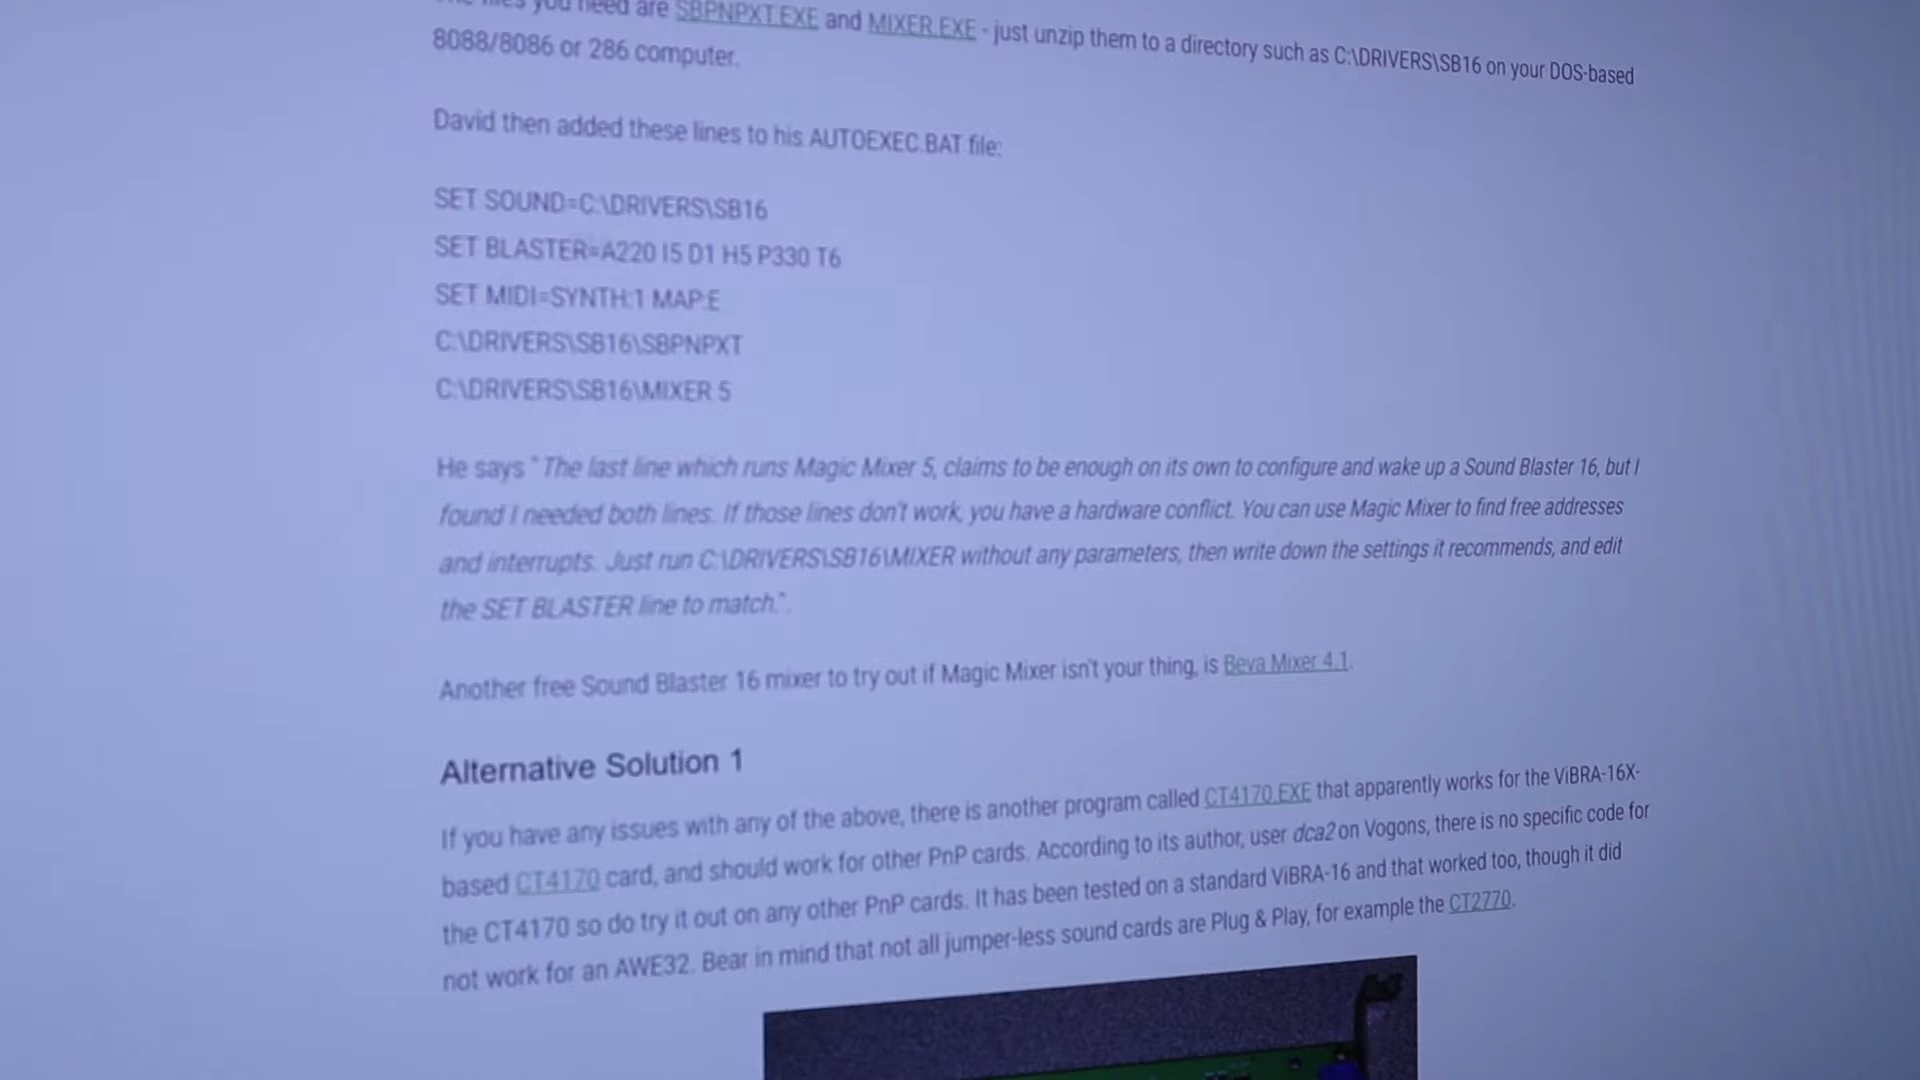 files you need are SBPNPXT.EXE and MIXER.EXE - just unzip them to a directory such as C:\DRIVERS\SB16 on your DOS-based
8088/8086 or 286 computer.
David then added these lines to his AUTOEXEC.BAT file:
SET SOUND=C:\DRIVERS\SB16
SET BLASTER=A220 I5 D1 H5 P330 T6
SET MIDI=SYNTH:1 MAP:E
C:\DRIVERS\SB16\SBPNPXT
C:\DRIVERS\SB16\MIXER 5
He says "The last line which runs Magic Mixer 5, claims to be enough on its own to configure and wake up a Sound Blaster 16, but I
found I needed both lines. If those lines don't work, you have a hardware conflict. You can use Magic Mixer to find free addresses
and interrupts. Just run C:\DRIVERS\SB16\MIXER without any parameters, then write down the settings it recommends, and edit
the SET BLASTER line to match.".
Another free Sound Blaster 16 mixer to try out if Magic Mixer isn't your thing, is Beva Mixer 4.1.
Alternative Solution 1
If you have any issues with any of the above, there is another program called CT4170.EXE that apparently works for the ViBRA-16X-
based CT4170 card, and should work for other PnP cards. According to its author, user dca2 on Vogons, there is no specific code for
the CT4170 so do try it out on any other PnP cards. It has been tested on a standard ViBRA-16 and that worked too, though it did
not work for an AWE32. Bear in mind that not all jumper-less sound cards are Plug & Play, for example the CT2770.